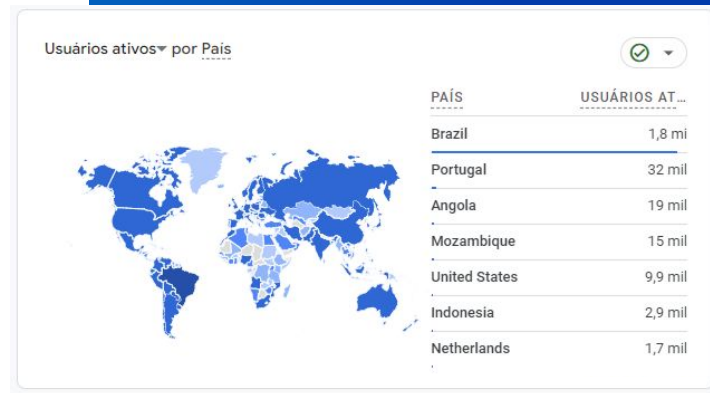 Usuários ativos por País
PAÍS USUÁRIOS AT...
Brazil 1,8 mi
Portugal 32 mil
Angola 19 mil
Mozambique 15 mil
United States 9,9 mil
Indonesia 2,9 mil
Netherlands 1,7 mil